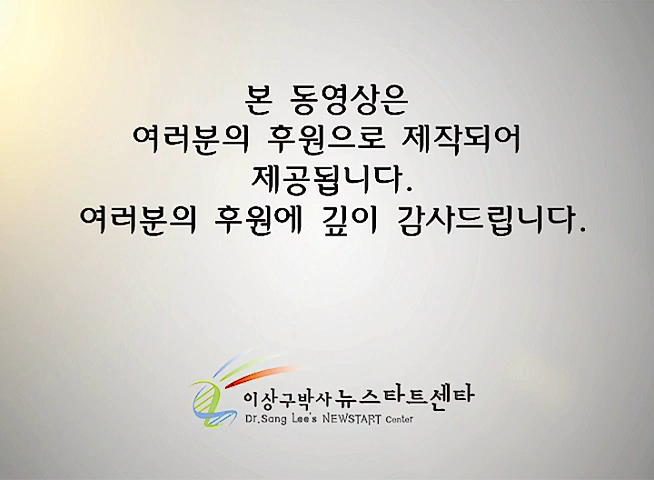 본 동영상은
여러분의 후원으로 제작되어
제공됩니다.
여러분의 후원에 깊이 감사드립니다.
이상구박사 뉴스타트센타
Dr.Sang Lee's NEWSTART Center